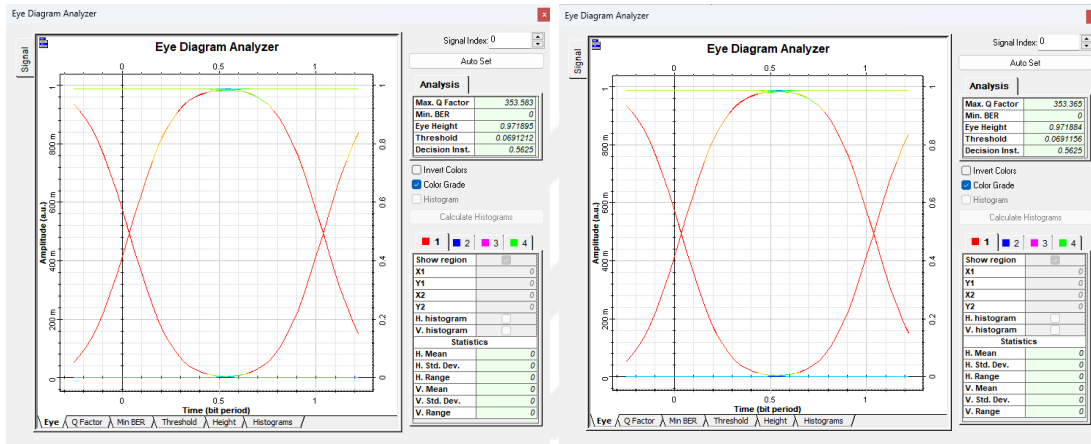 Eye Diagram Analyzer
x
Signal
Eye Diagram Analyzer
Signal Index: 0
Auto Set
Analysis
Max. Q Factor 353.583
Min. BER 0
Eye Height 0.971895
Threshold 0.0691212
Decision Inst. 0.5625
Invert Colors
Color Grade
Histogram
Calculate Histograms
1 2 3 4
Show region
X1 0
Y1 0
X2 0
Y2 0
H. histogram
V. histogram
Statistics
H. Mean 0
H. Std. Dev. 0
H. Range 0
V. Mean 0
V. Std. Dev. 0
V. Range 0
0 0.5 1
Amplitude (a.u.)
1
800 m
600 m
400 m
200 m
0
1
0.8
0.6
0.4
0.2
0
0 0.5 1
Time (bit period)
Eye Q Factor Min BER Threshold Height Histograms
Eye Diagram Analyzer
x
Signal
Eye Diagram Analyzer
Signal Index: 0
Auto Set
Analysis
Max. Q Factor 353.365
Min. BER 0
Eye Height 0.971884
Threshold 0.0691156
Decision Inst. 0.5625
Invert Colors
Color Grade
Histogram
Calculate Histograms
1 2 3 4
Show region
X1 0
Y1 0
X2 0
Y2 0
H. histogram
V. histogram
Statistics
H. Mean 0
H. Std. Dev. 0
H. Range 0
V. Mean 0
V. Std. Dev. 0
V. Range 0
0 0.5 1
Amplitude (a.u.)
1
800 m
600 m
400 m
200 m
0
1
0.8
0.6
0.4
0.2
0
0 0.5 1
Time (bit period)
Eye Q Factor Min BER Threshold Height Histograms